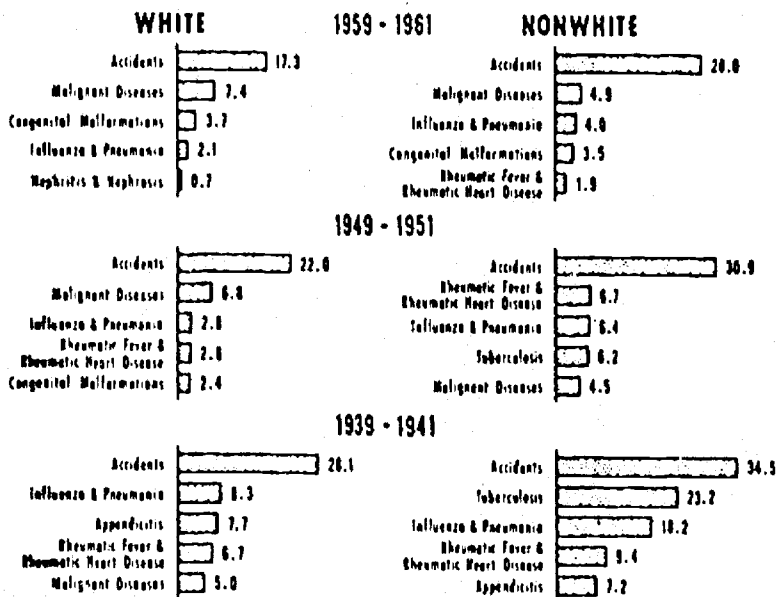 WHITE 1959 - 1961 NONWHITE
Accidents 17.3
Malignant Diseases 7.4
Congenital Malformations 3.7
Influenza & Pneumonia 2.1
Nephritis & Nephrosis 0.7
Accidents 28.0
Malignant Diseases 4.9
Influenza & Pneumonia 4.0
Congenital Malformations 3.5
Rheumatic Fever &
Rheumatic Heart Disease 1.9
1949 - 1951
Accidents 22.0
Malignant Diseases 6.8
Influenza & Pneumonia 2.8
Rheumatic Fever &
Rheumatic Heart Disease 2.8
Congenital Malformations 2.4
Accidents 30.9
Rheumatic Fever &
Rheumatic Heart Disease 6.7
Influenza & Pneumonia 6.4
Tuberculosis 6.2
Malignant Diseases 4.5
1939 - 1941
Accidents
Influenza & Pneumonia 8.3
Appendicitis 7.7
Rheumatic Fever &
Rheumatic Heart Disease 6.7
Malignant Diseases 5.0
Accidents 34.5
Tuberculosis 23.2
Influenza & Pneumonia 18.2
Rheumatic Fever &
Rheumatic Heart Disease 9.4
Appendicitis 7.2